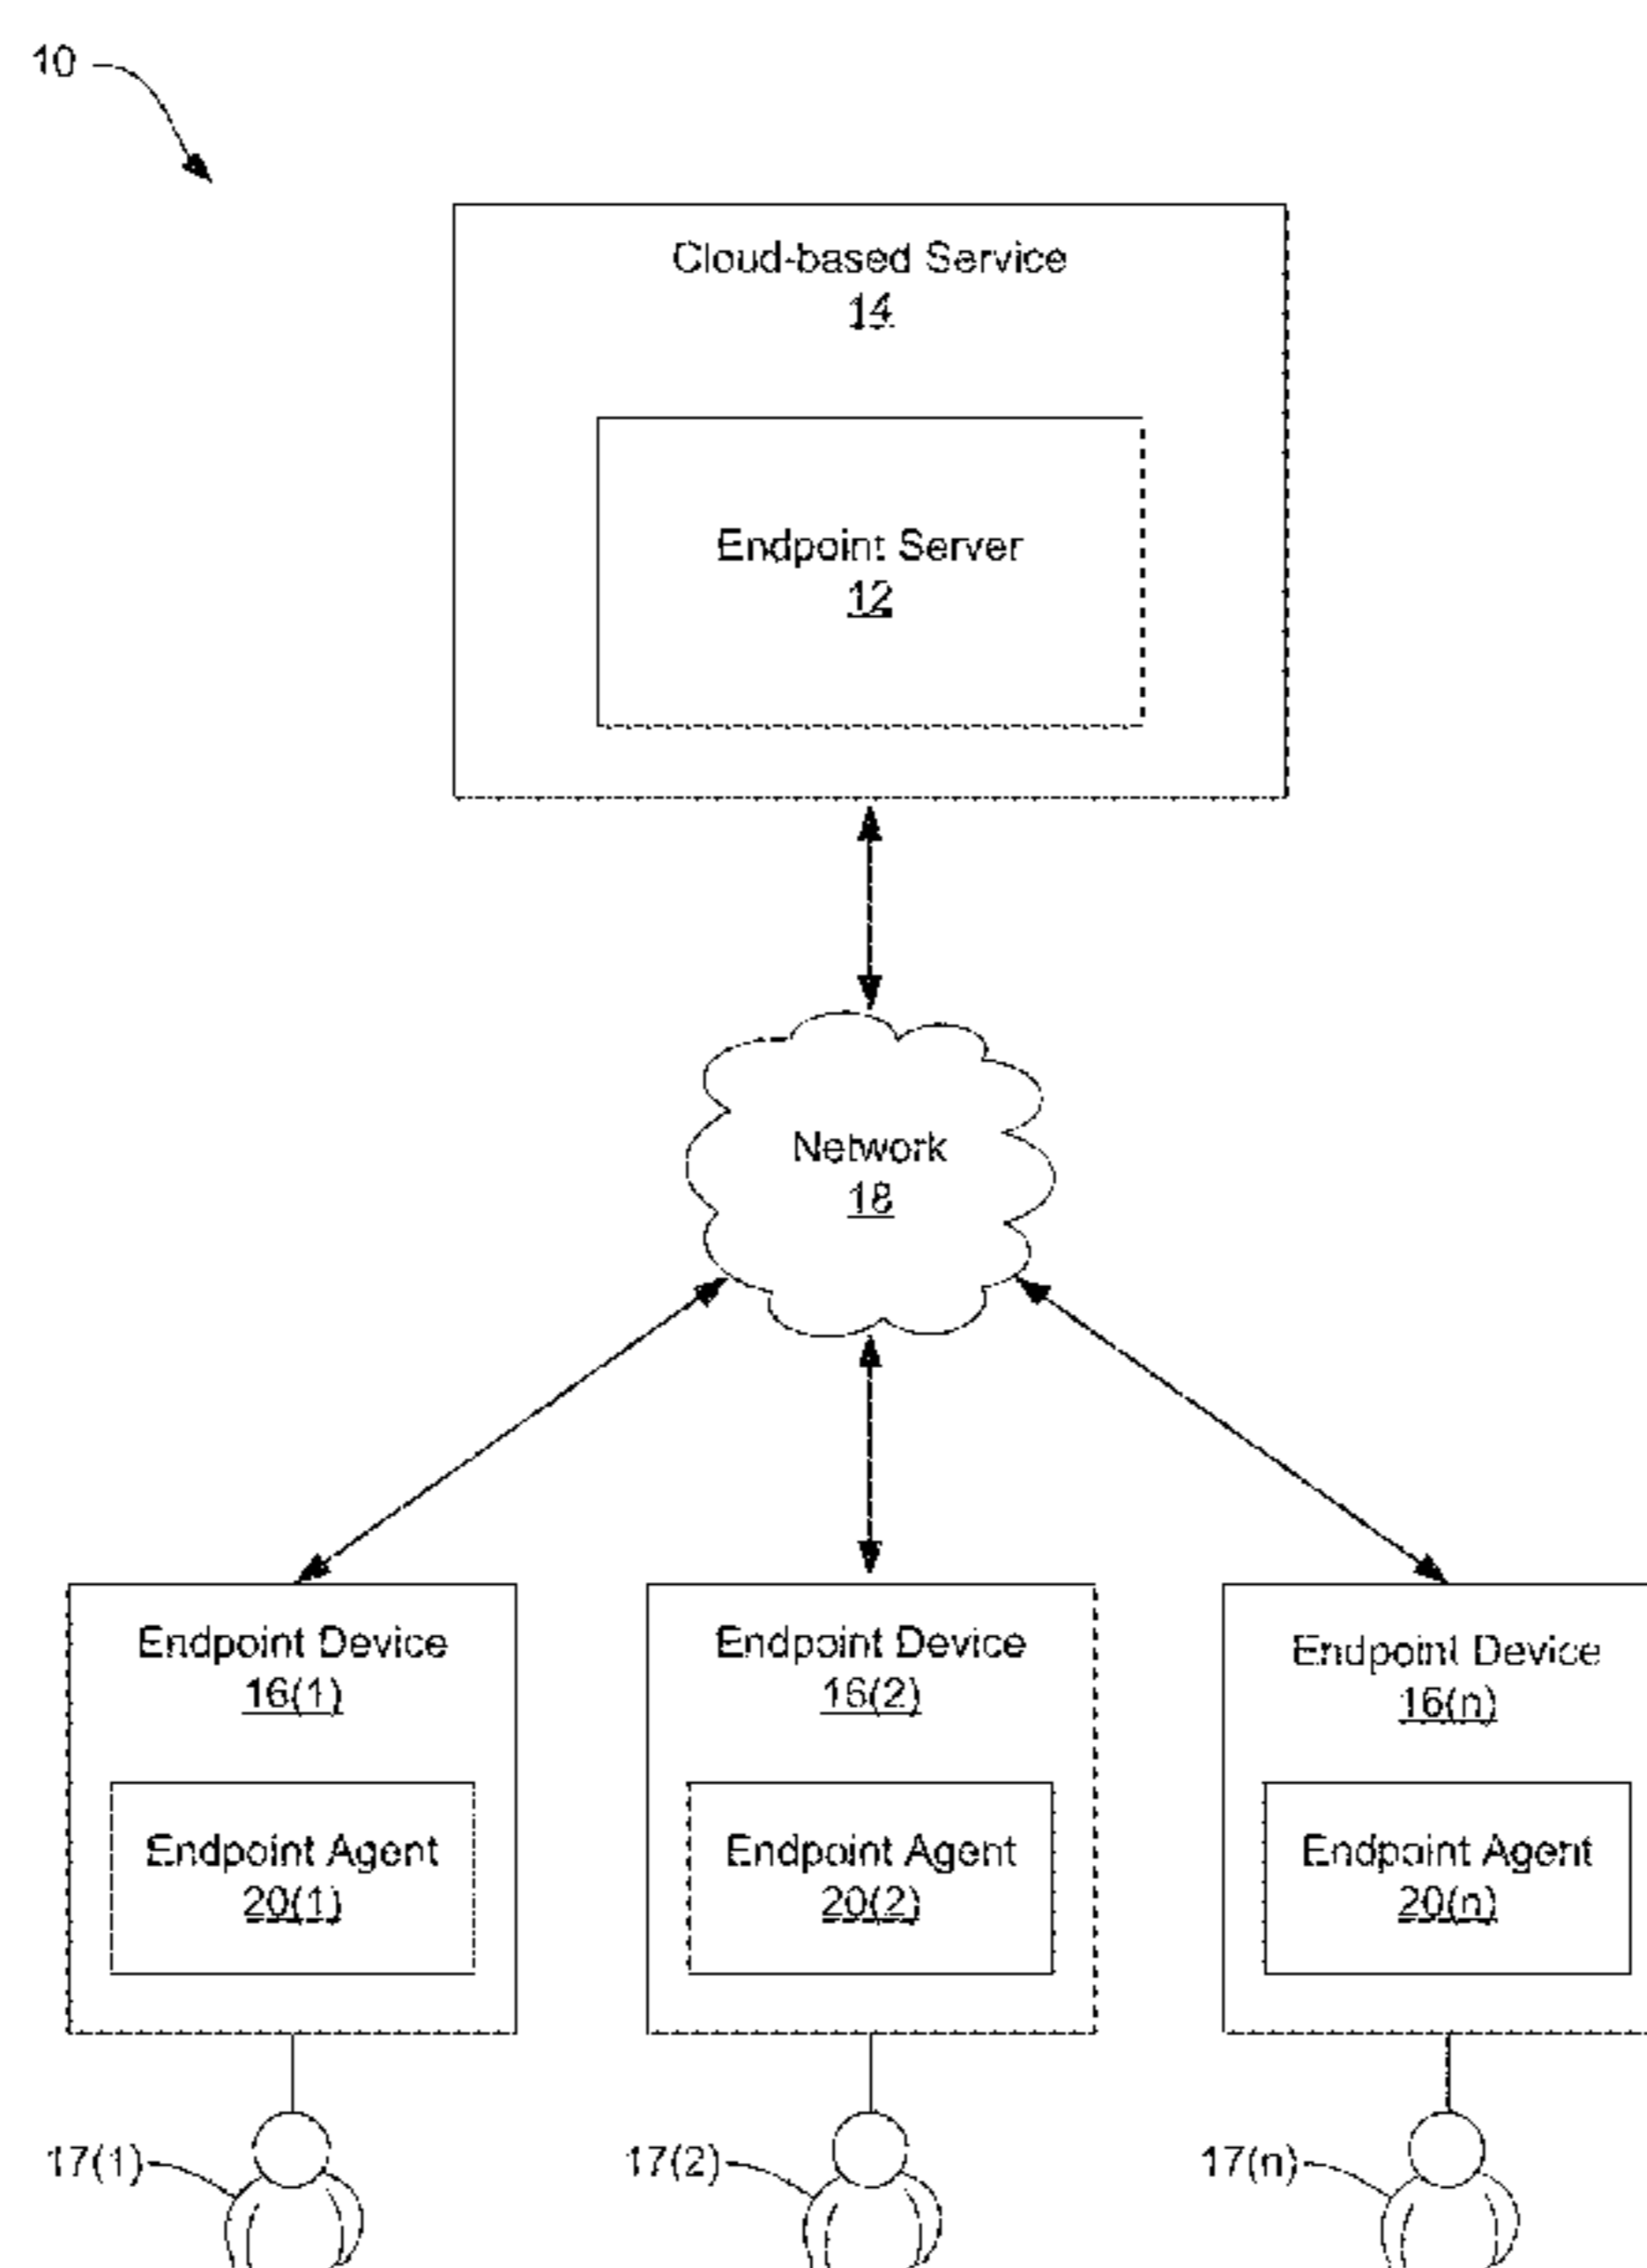 10
Cloud-based Service
14
Endpoint Server
12
Network
18
Endpoint Device
16(1)
Endpoint Agent
20(1)
Endpoint Device
16(2)
Endpoint Agent
20(2)
Endpoint Device
16(n)
Endpoint Agent
20(n)
17(1)
17(2)
17(n)